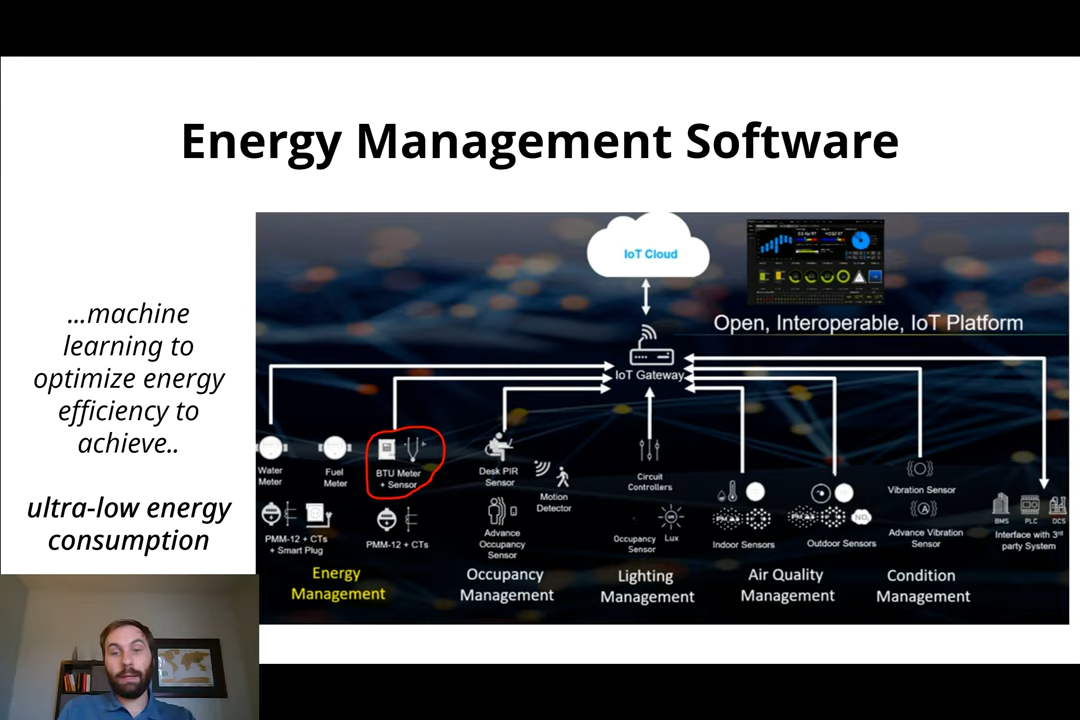 Energy Management Software
...machine
learning to
optimize energy
efficiency to
achieve..
ultra-low energy
consumption
IoT Cloud
Open, Interoperable, IoT Platform
IoT Gateway
Water
Meter
Fuel
Meter
BTU Meter
+ Sensor
PMM-12 + CTs
+ Smart Plug
PMM-12 + CTs
Energy
Management
Desk PIR
Sensor
Motion
Detector
Advance
Occupancy
Sensor
Occupancy
Management
Circuit
Controllers
Occupancy
Sensor
Lux
Lighting
Management
Indoor Sensors
Outdoor Sensors
Air Quality
Management
Vibration Sensor
Advance Vibration
Sensor
Condition
Management
BMS
PLC
DCS
Interface with 3rd
party System